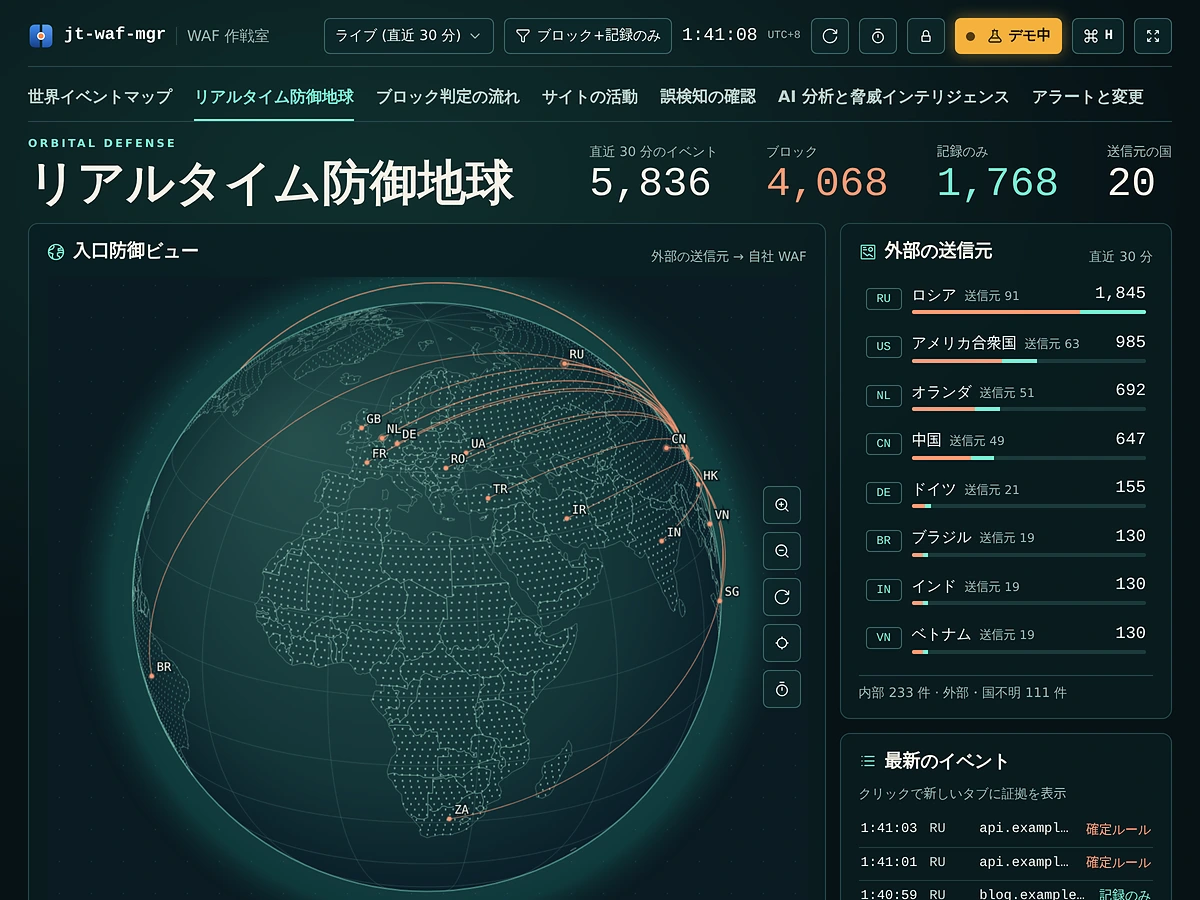 jt-waf-mgr WAF 作戦室 ライブ (直近 30 分) ブロック+記録のみ 1:41:08 UTC+8 デモ中 ⌘ H
世界イベントマップ リアルタイム防御地球 ブロック判定の流れ サイトの活動 誤検知の確認 AI 分析と脅威インテリジェンス アラートと変更
ORBITAL DEFENSE
リアルタイム防御地球
直近 30 分のイベント ブロック 記録のみ 送信元の国
5,836 4,068 1,768 20
入口防御ビュー
外部の送信元 → 自社 WAF
RU
GB
NL
DE
CN
UA
FR
RO
HK
TR
IR
VN
IN
SG
BR
ZA
外部の送信元 直近 30 分
RU ロシア 送信元 91 1,845
US アメリカ合衆国 送信元 63 985
NL オランダ 送信元 51 692
CN 中国 送信元 49 647
DE ドイツ 送信元 21 155
BR ブラジル 送信元 19 130
IN インド 送信元 19 130
VN ベトナム 送信元 19 130
内部 233 件 · 外部・国不明 111 件
最新のイベント
クリックで新しいタブに証拠を表示
1:41:03 RU api.exampl… 確定ルール
1:41:01 RU api.exampl… 確定ルール
1:40:59 RU blog.example… 記録のみ